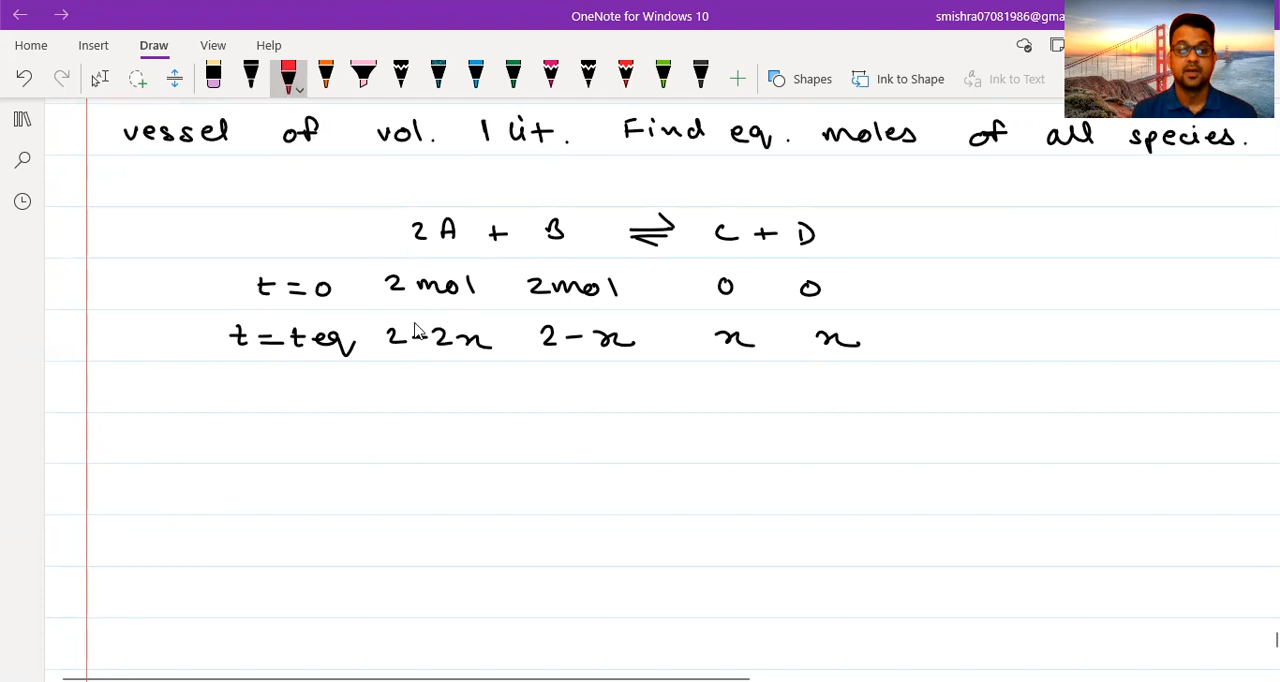 OneNote for Windows 10
smishra07081986@gma
Home Insert Draw View Help
Shapes Ink to Shape Ink to Text
vessel of vol. 1 lit. Find eq. moles of all species.
2A + B ⇌ C + D
t = 0 2 mol 2 mol 0 0
t = t eq 2 - 2x 2 - x x x